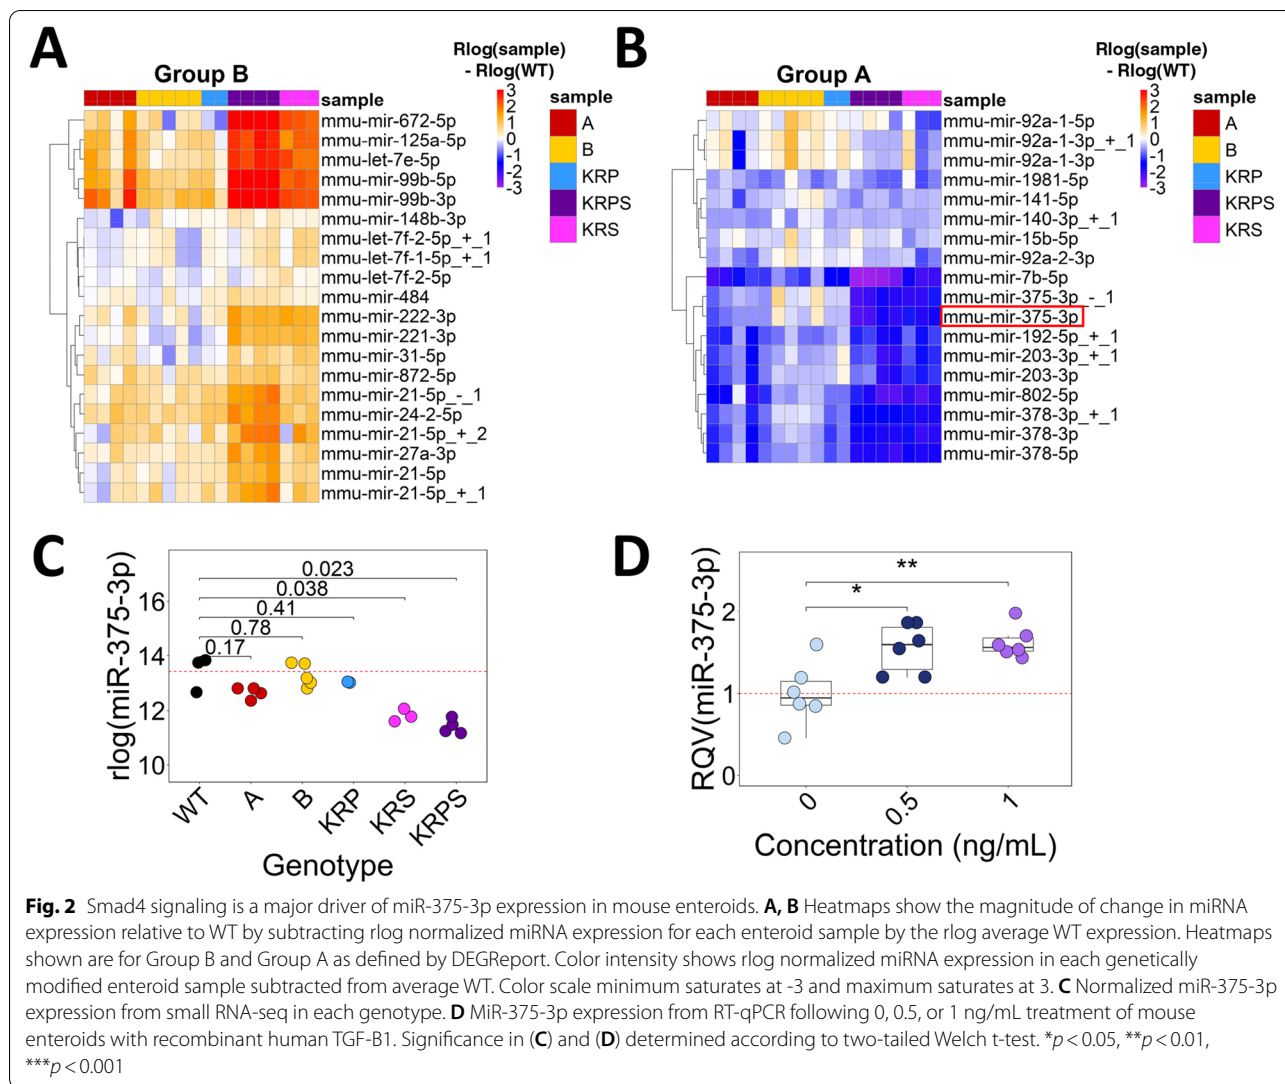 A
Group B
Rlog(sample)
- Rlog(WT)
3
2
1
0
-1
-2
-3
sample
A
B
KRP
KRPS
KRS
sample
mmu-mir-672-5p
mmu-mir-125a-5p
mmu-let-7e-5p
mmu-mir-99b-5p
mmu-mir-99b-3p
mmu-mir-148b-3p
mmu-let-7f-2-5p_+_1
mmu-let-7f-1-5p_+_1
mmu-let-7f-2-5p
mmu-mir-484
mmu-mir-222-3p
mmu-mir-221-3p
mmu-mir-31-5p
mmu-mir-872-5p
mmu-mir-21-5p_-_1
mmu-mir-24-2-5p
mmu-mir-21-5p_+_2
mmu-mir-27a-3p
mmu-mir-21-5p
mmu-mir-21-5p_+_1
B
Group A
Rlog(sample)
- Rlog(WT)
3
2
1
0
-1
-2
-3
sample
A
B
KRP
KRPS
KRS
sample
mmu-mir-92a-1-5p
mmu-mir-92a-1-3p_+_1
mmu-mir-92a-1-3p
mmu-mir-1981-5p
mmu-mir-141-5p
mmu-mir-140-3p_+_1
mmu-mir-15b-5p
mmu-mir-92a-2-3p
mmu-mir-7b-5p
mmu-mir-375-3p_-_1
mmu-mir-375-3p
mmu-mir-192-5p_+_1
mmu-mir-203-3p_+_1
mmu-mir-203-3p
mmu-mir-802-5p
mmu-mir-378-3p_+_1
mmu-mir-378-3p
mmu-mir-378-5p
C
rlog(miR-375-3p)
16
14
12
10
0.023
0.038
0.41
0.78
0.17
WT
A
B
KRP
KRS
KRPS
Genotype
D
RQV(miR-375-3p)
2
1
0
**
*
0
0.5
1
Concentration (ng/mL)
Fig. 2 Smad4 signaling is a major driver of miR-375-3p expression in mouse enteroids. A, B Heatmaps show the magnitude of change in miRNA
expression relative to WT by subtracting rlog normalized miRNA expression for each enteroid sample by the rlog average WT expression. Heatmaps
shown are for Group B and Group A as defined by DEGReport. Color intensity shows rlog normalized miRNA expression in each genetically
modified enteroid sample subtracted from average WT. Color scale minimum saturates at -3 and maximum saturates at 3. C Normalized miR-375-3p
expression from small RNA-seq in each genotype. D MiR-375-3p expression from RT-qPCR following 0, 0.5, or 1 ng/mL treatment of mouse
enteroids with recombinant human TGF-B1. Significance in (C) and (D) determined according to two-tailed Welch t-test. *p < 0.05, **p < 0.01,
***p < 0.001